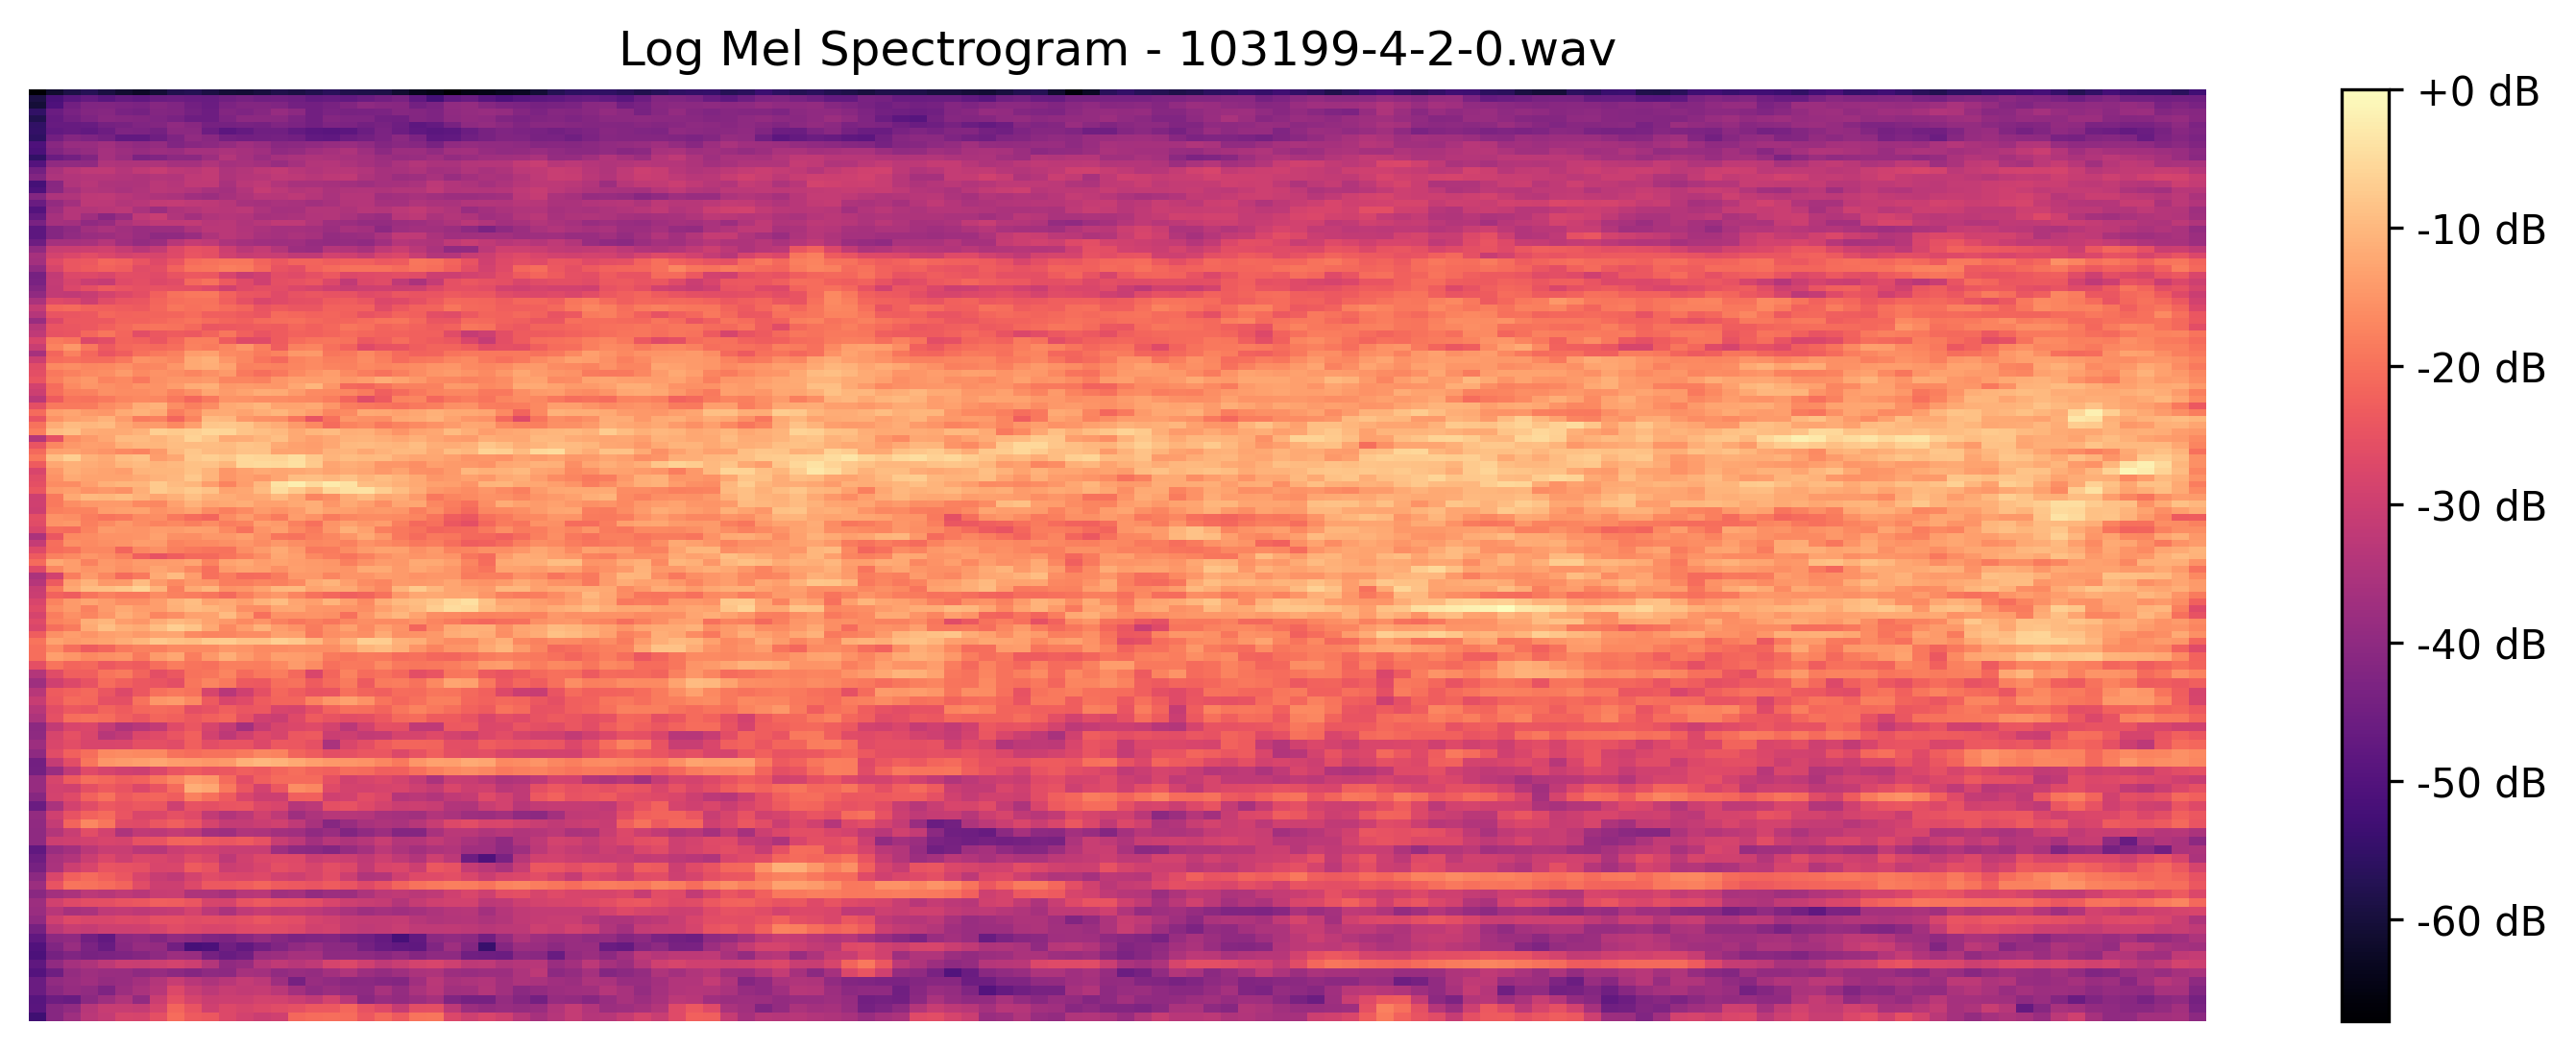 Log Mel Spectrogram - 103199-4-2-0.wav
+0 dB
-10 dB
-20 dB
-30 dB
-40 dB
-50 dB
-60 dB